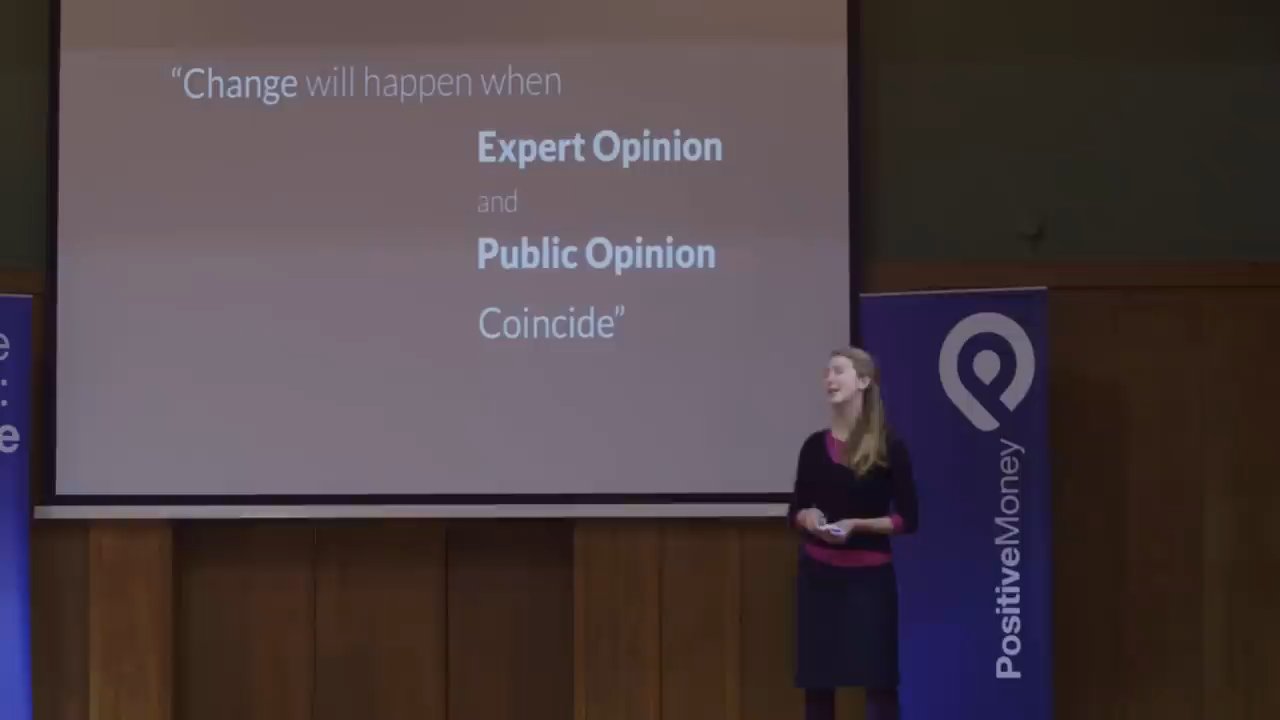 “Change will happen when
Expert Opinion
and
Public Opinion
Coincide”
e
:
e
PositiveMoney